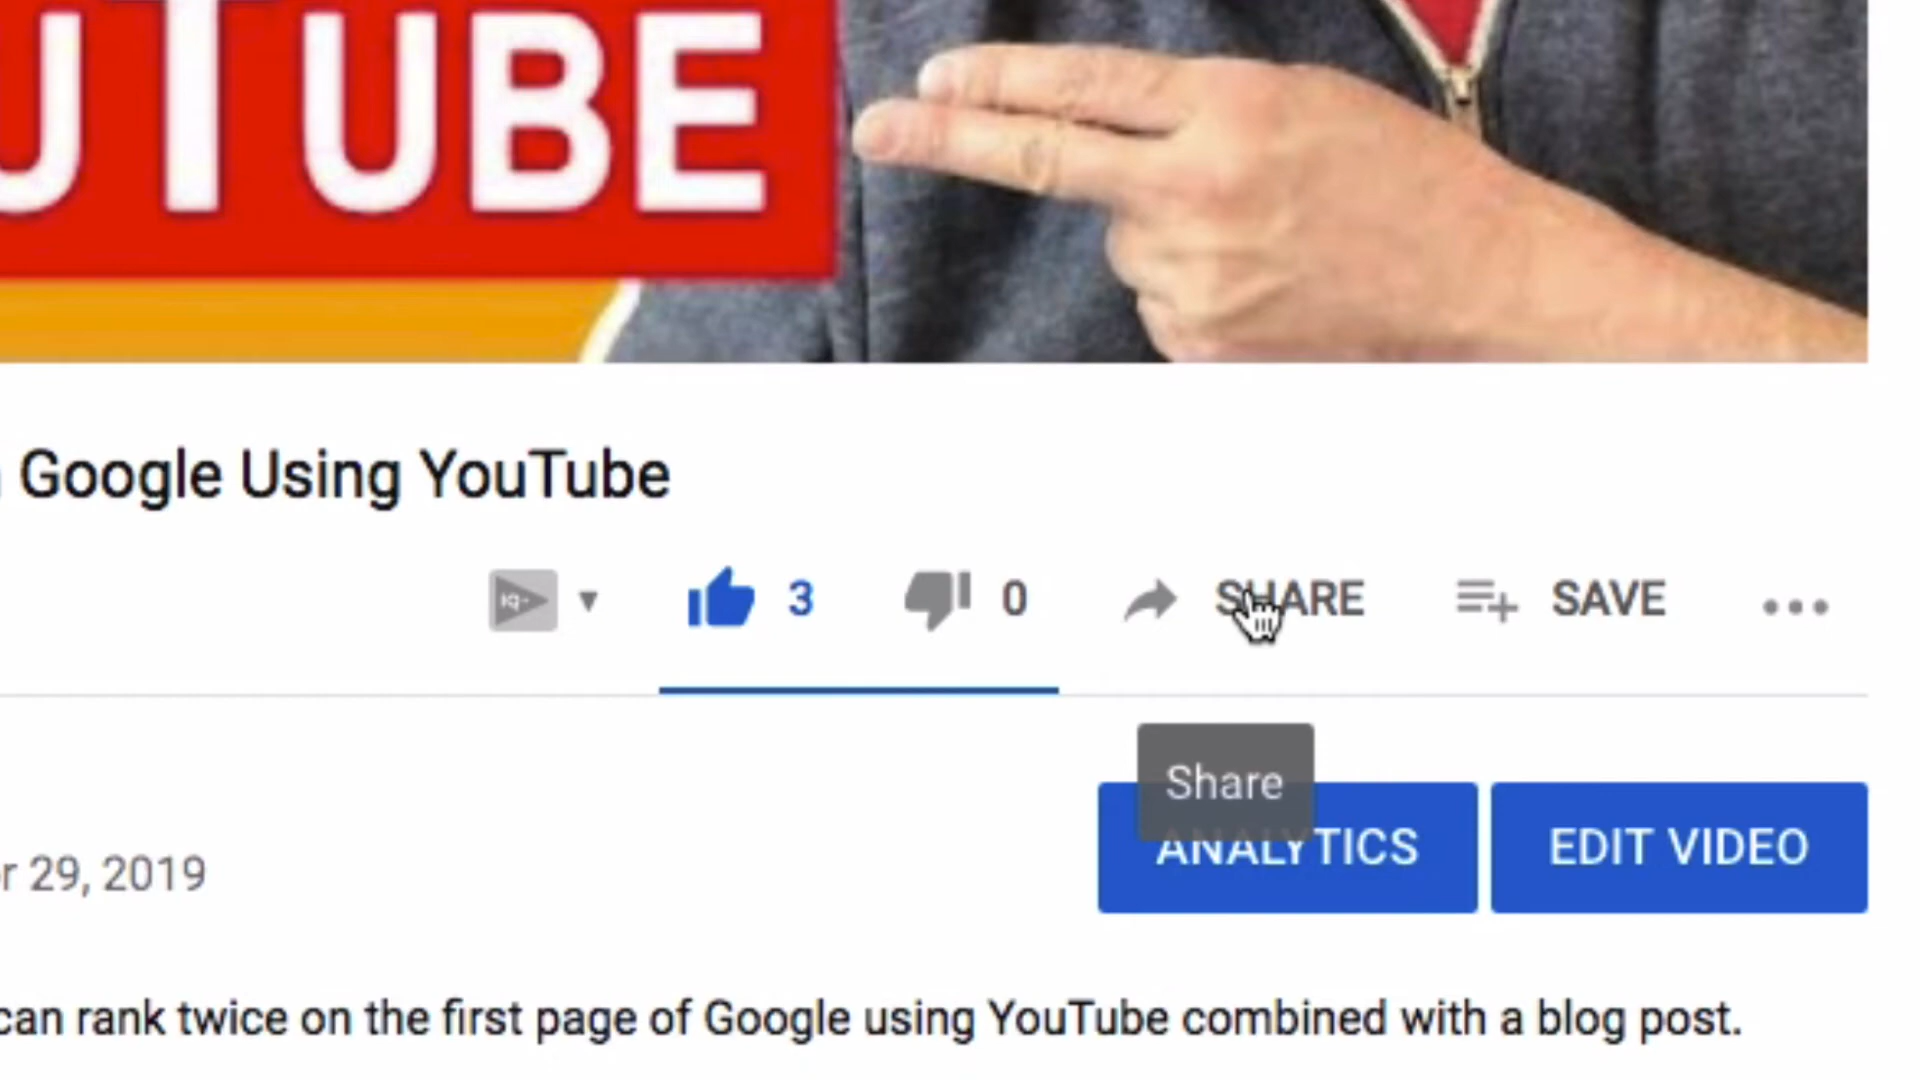 UTUBE
Google Using YouTube
IQ
3
0
SHARE
SAVE
Share
ANALYTICS
EDIT VIDEO
r 29, 2019
can rank twice on the first page of Google using YouTube combined with a blog post.